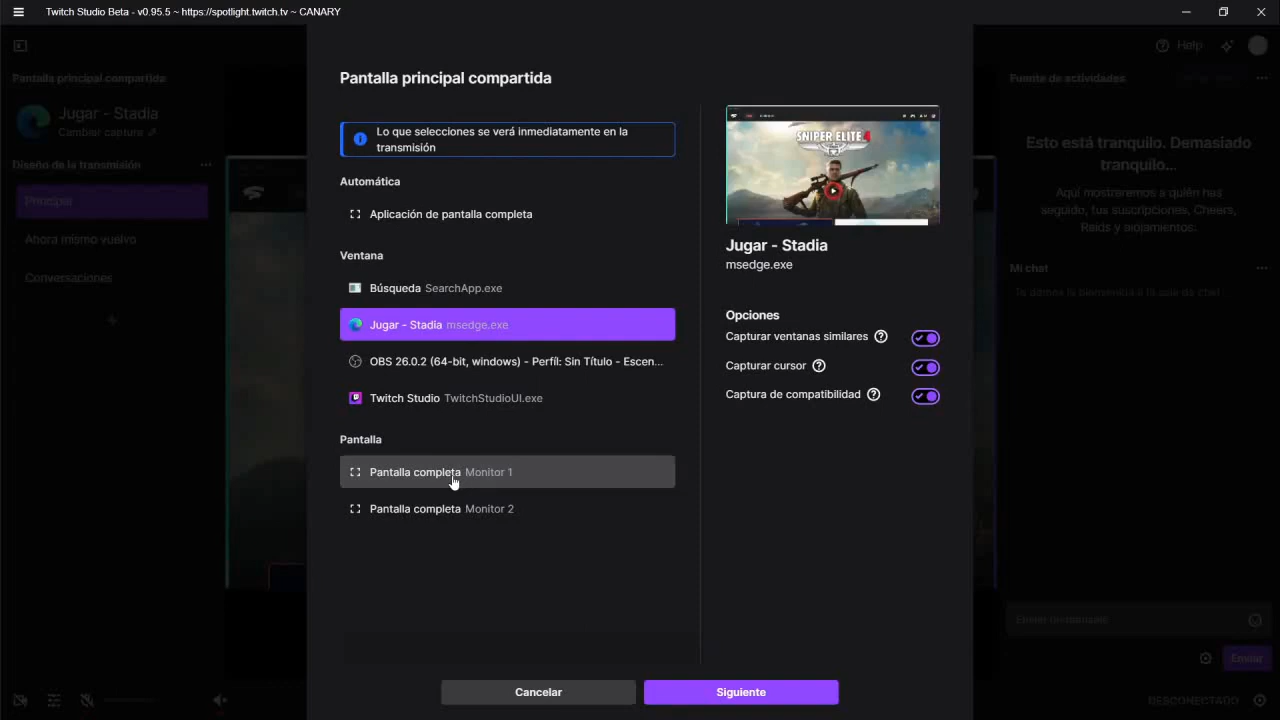 Twitch Studio Beta - v0.95.5 ~ https://spotlight.twitch.tv ~ CANARY
Help
Pantalla principal compartida
Jugar - Stadia
Cambiar captura
Diseño de la transmisión
Principal
Ahora mismo vuelvo
Conversaciones
Pantalla principal compartida
Lo que selecciones se verá inmediatamente en la
transmisión
Automática
Aplicación de pantalla completa
Ventana
Búsqueda SearchApp.exe
Jugar - Stadia msedge.exe
OBS 26.0.2 (64-bit, windows) - Perfil: Sin Título - Escen...
Twitch Studio TwitchStudioUI.exe
Pantalla
Pantalla completa Monitor 1
Pantalla completa Monitor 2
SNIPER ELITE 4
Jugar - Stadia
msedge.exe
Opciones
Capturar ventanas similares
Capturar cursor
Captura de compatibilidad
Cancelar
Siguiente
Fuente de actividades
Esto está tranquilo. Demasiado
tranquilo...
Aquí mostraremos a quién has
seguido, tus suscripciones, Cheers,
Raids y alojamientos.
Mi chat
Te damos la bienvenida a la sala de chat
Enviar
DESCONECTADO